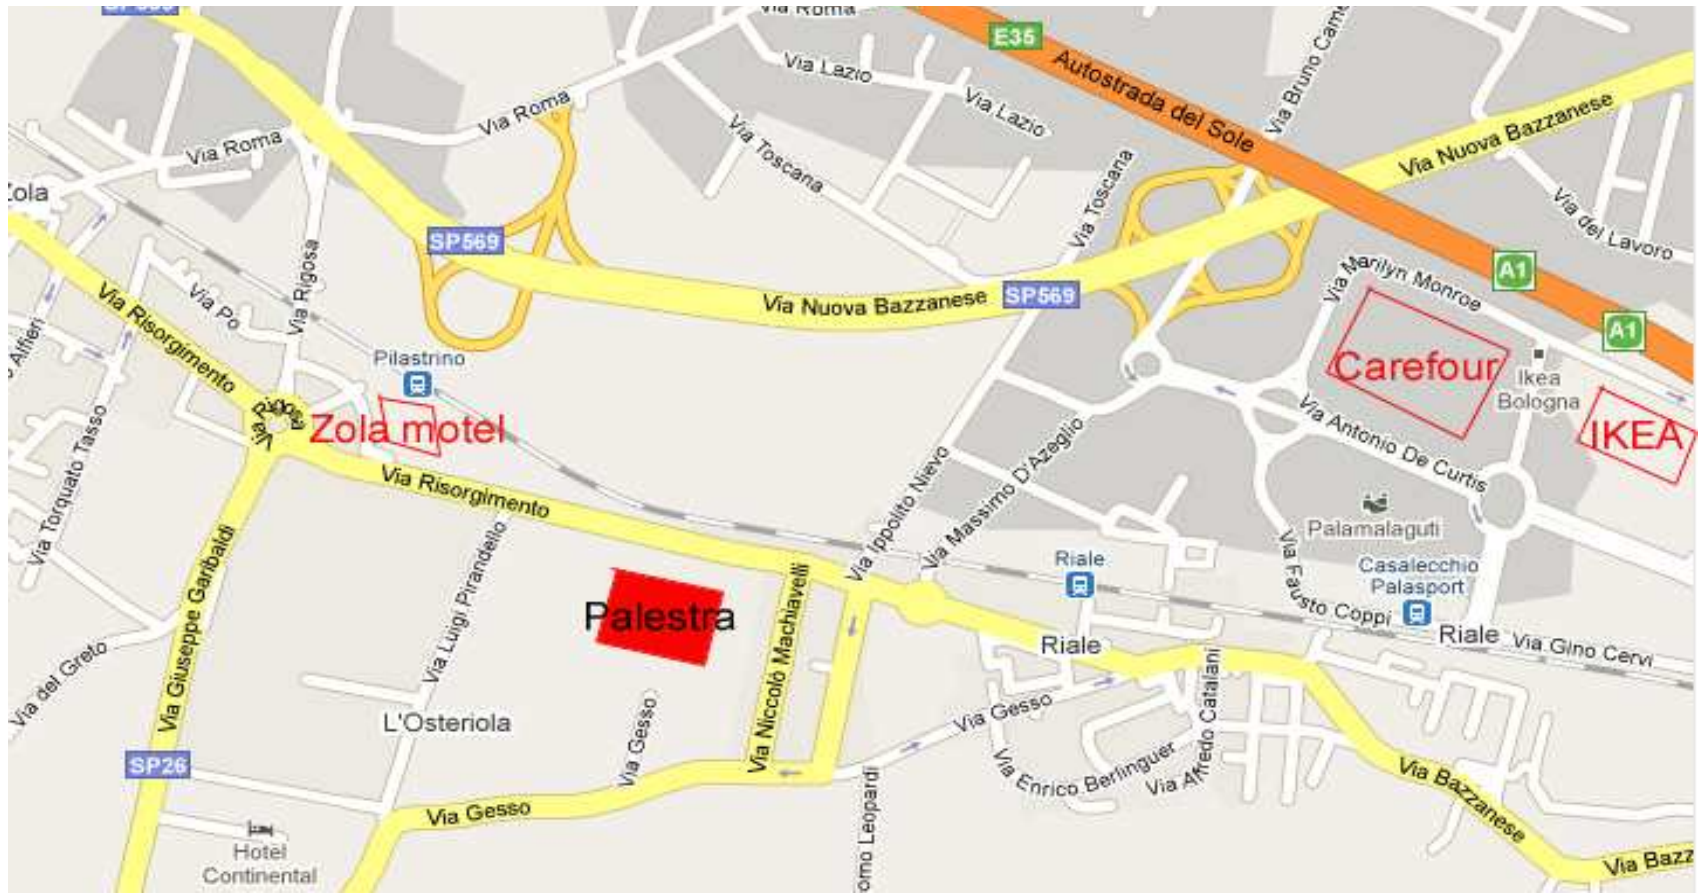 Via Roma
E35
Via Lazio
Autostrada del Sole
Via Bruno
Via Lazio
Via Nuova Bazzanese
Via Roma
Via Roma
Via Toscana
Via Toscana
Zola
Via del Lavoro
SP569
Via Rigosa
A1
Via Marilyn Monroe
Via Po
Via Risorgimento
Via Nuova Bazzanese
SP569
A1
Alfieri
Pilastrino
Carefour
Ikea
Bologna
Via Rigosa
Zola motel
IKEA
Via Antonio De Curtis
Via Torquato Tasso
Via Risorgimento
Via Ippolito Nievo
Via Massimo D'Azeglio
Palamalaguti
Via Giuseppe Garibaldi
Via Luigi Pirandello
Riale
Casalecchio
Palasport
Via Fausto Coppi
Palestra
Via Niccolò Machiavelli
Riale
Riale
Via Gino Cervi
Via del Greto
L'Osteriola
Via Gesso
Via Gesso
Via Alfredo Catalani
Via Enrico Berlinguer
SP26
Via Bazzanese
Via Gesso
Leopardi
Hotel
Continental
Via Bazz